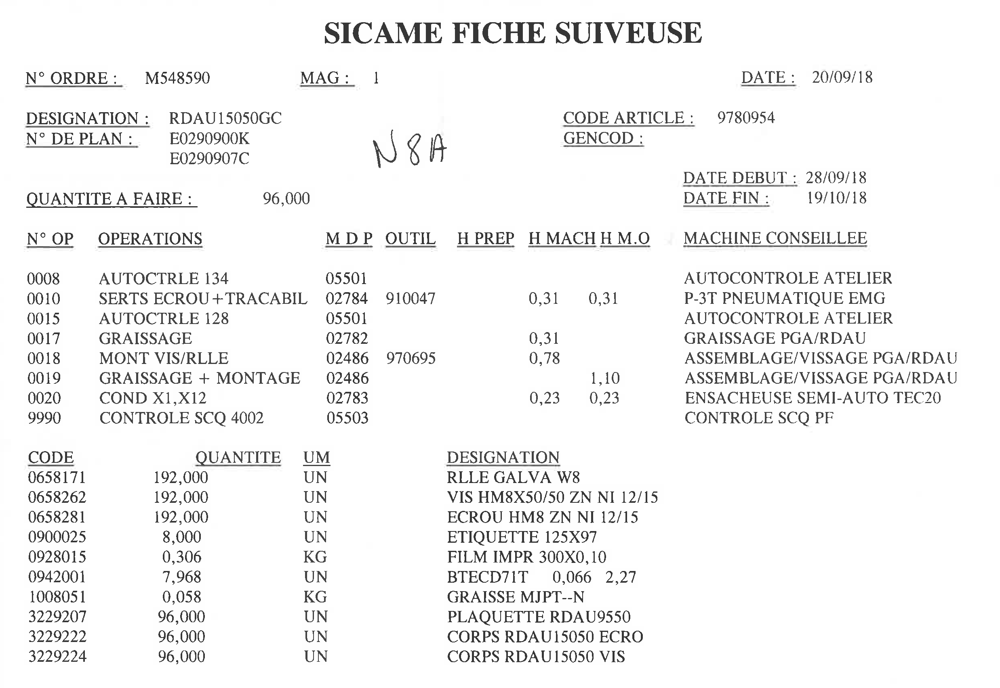 SICAME FICHE SUIVEUSE
N° ORDRE : M548590 MAG : 1 DATE : 20/09/18
DESIGNATION : RDAU15050GC CODE ARTICLE : 9780954
N° DE PLAN : E0290900K GENCOD :
E0290907C
N8A
DATE DEBUT : 28/09/18
QUANTITE A FAIRE : 96,000 DATE FIN : 19/10/18
N° OP OPERATIONS M D P OUTIL H PREP H MACH H M.O MACHINE CONSEILLEE
0008 AUTOCTRLE 134 05501 AUTOCONTROLE ATELIER
0010 SERTS ECROU+TRACABIL 02784 910047 0,31 0,31 P-3T PNEUMATIQUE EMG
0015 AUTOCTRLE 128 05501 AUTOCONTROLE ATELIER
0017 GRAISSAGE 02782 0,31 GRAISSAGE PGA/RDAU
0018 MONT VIS/RLLE 02486 970695 0,78 ASSEMBLAGE/VISSAGE PGA/RDAU
0019 GRAISSAGE + MONTAGE 02486 1,10 ASSEMBLAGE/VISSAGE PGA/RDAU
0020 COND X1,X12 02783 0,23 0,23 ENSACHEUSE SEMI-AUTO TEC20
9990 CONTROLE SCQ 4002 05503 CONTROLE SCQ PF
CODE QUANTITE UM DESIGNATION
0658171 192,000 UN RLLE GALVA W8
0658262 192,000 UN VIS HM8X50/50 ZN NI 12/15
0658281 192,000 UN ECROU HM8 ZN NI 12/15
0900025 8,000 UN ETIQUETTE 125X97
0928015 0,306 KG FILM IMPR 300X0,10
0942001 7,968 UN BTECD71T 0,066 2,27
1008051 0,058 KG GRAISSE MJPT--N
3229207 96,000 UN PLAQUETTE RDAU9550
3229222 96,000 UN CORPS RDAU15050 ECRO
3229224 96,000 UN CORPS RDAU15050 VIS